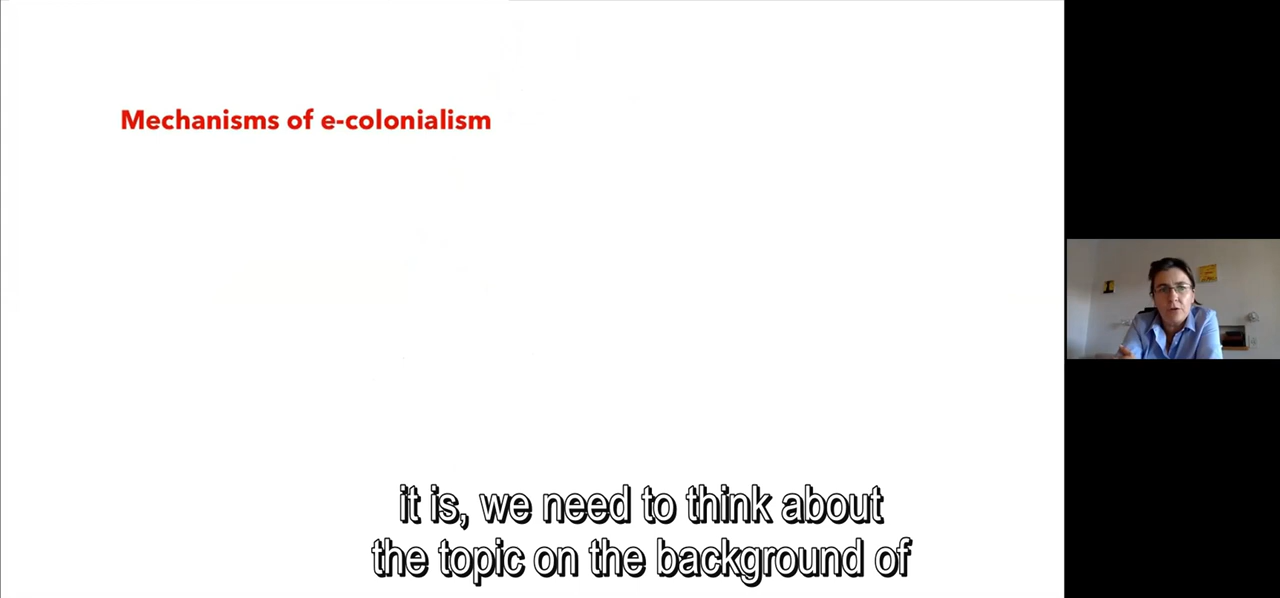 Mechanisms of e-colonialism
it is, we need to think about
the topic on the background of